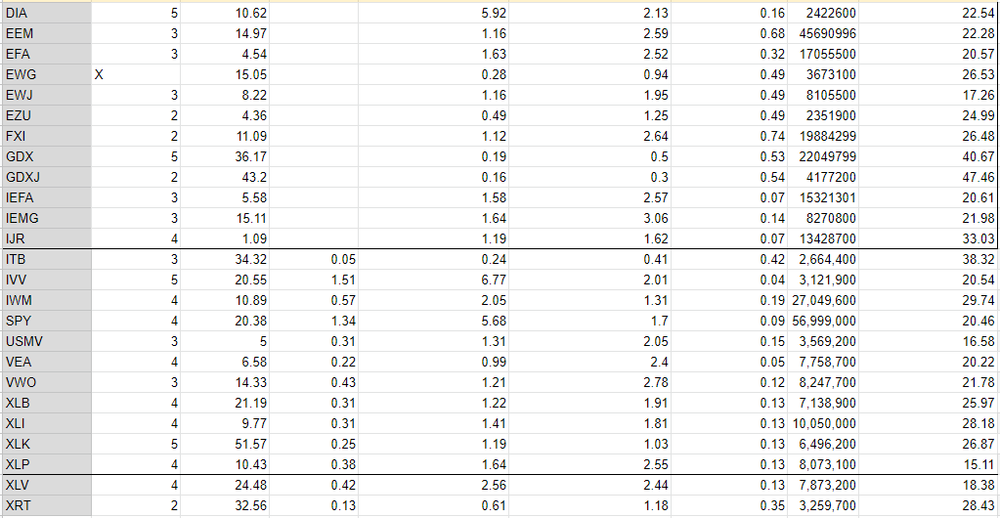 DIA 5 10.62 5.92 2.13 0.16 2422600 22.54
EEM 3 14.97 1.16 2.59 0.68 45690996 22.28
EFA 3 4.54 1.63 2.52 0.32 17055500 20.57
EWG X 15.05 0.28 0.94 0.49 3673100 26.53
EWJ 3 8.22 1.16 1.95 0.49 8105500 17.26
EZU 2 4.36 0.49 1.25 0.49 2351900 24.99
FXI 2 11.09 1.12 2.64 0.74 19884299 26.48
GDX 5 36.17 0.19 0.5 0.53 22049799 40.67
GDXJ 2 43.2 0.16 0.3 0.54 4177200 47.46
IEFA 3 5.58 1.58 2.57 0.07 15321301 20.61
IEMG 3 15.11 1.64 3.06 0.14 8270800 21.98
IJR 4 1.09 1.19 1.62 0.07 13428700 33.03
ITB 3 34.32 0.05 0.24 0.41 0.42 2,664,400 38.32
IVV 5 20.55 1.51 6.77 2.01 0.04 3,121,900 20.54
IWM 4 10.89 0.57 2.05 1.31 0.19 27,049,600 29.74
SPY 4 20.38 1.34 5.68 1.7 0.09 56,999,000 20.46
USMV 3 5 0.31 1.31 2.05 0.15 3,569,200 16.58
VEA 4 6.58 0.22 0.99 2.4 0.05 7,758,700 20.22
VWO 3 14.33 0.43 1.21 2.78 0.12 8,247,700 21.78
XLB 4 21.19 0.31 1.22 1.91 0.13 7,138,900 25.97
XLI 4 9.77 0.31 1.41 1.81 0.13 10,050,000 28.18
XLK 5 51.57 0.25 1.19 1.03 0.13 6,496,200 26.87
XLP 4 10.43 0.38 1.64 2.55 0.13 8,073,100 15.11
XLV 4 24.48 0.42 2.56 2.44 0.13 7,873,200 18.38
XRT 2 32.56 0.13 0.61 1.18 0.35 3,259,700 28.43